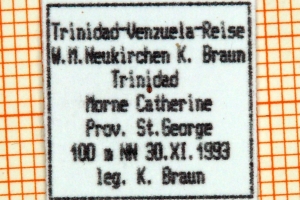 Trinidad-Venzuela-Reise
W.M.Neukirchen K. Braun
Trinidad
Morne Catherine
Prov. St.George
100 m NN 30.XI.1993
leg. K. Braun